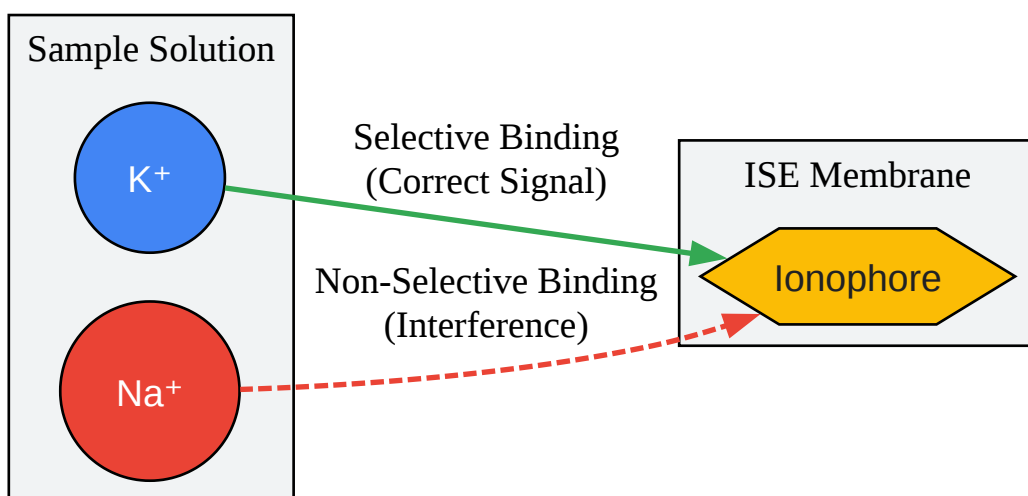 Sample Solution
K⁺
Na⁺
Selective Binding
(Correct Signal)
Non-Selective Binding
(Interference)
ISE Membrane
Ionophore